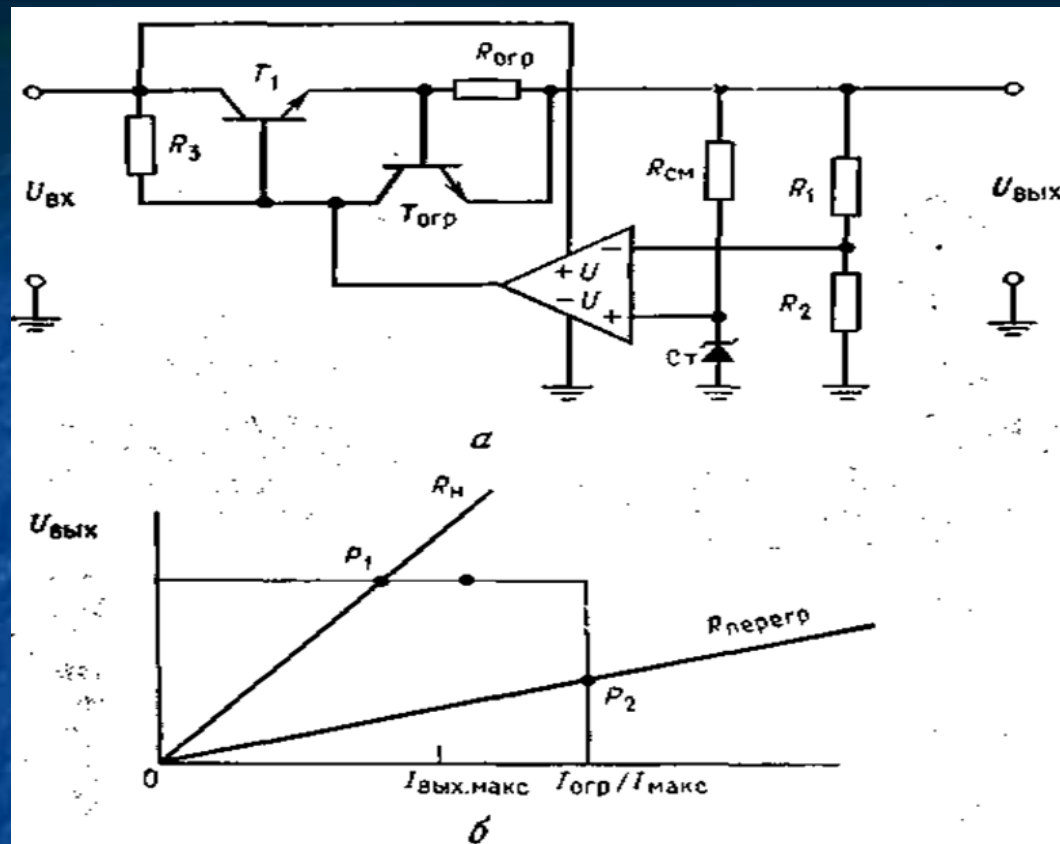 T₁
Rогр
R₃
Rсм
R₁
Uвх
Tогр
Uвых
+ U −
− U +
R₂
Ст
а
Rн
Uвых
P₁
Rперегр
P₂
0
Iвых.макс Iогр/Iмакс
б